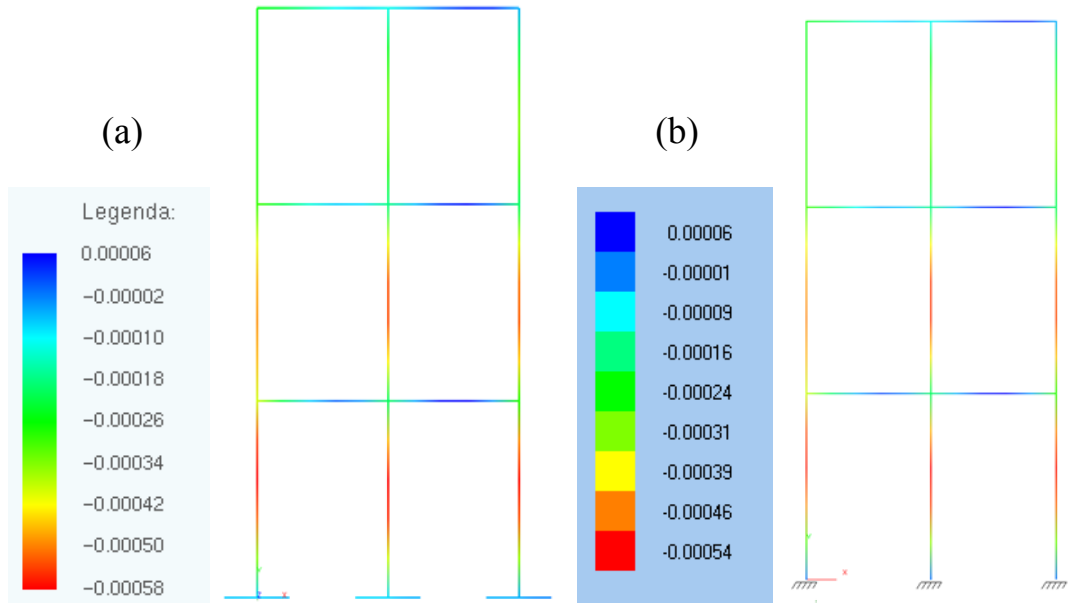 (a)
Legenda:
0.00006
−0.00002
−0.00010
−0.00018
−0.00026
−0.00034
−0.00042
−0.00050
−0.00058
Y
Z
X
(b)
0.00006
-0.00001
-0.00009
-0.00016
-0.00024
-0.00031
-0.00039
-0.00046
-0.00054
Y
X